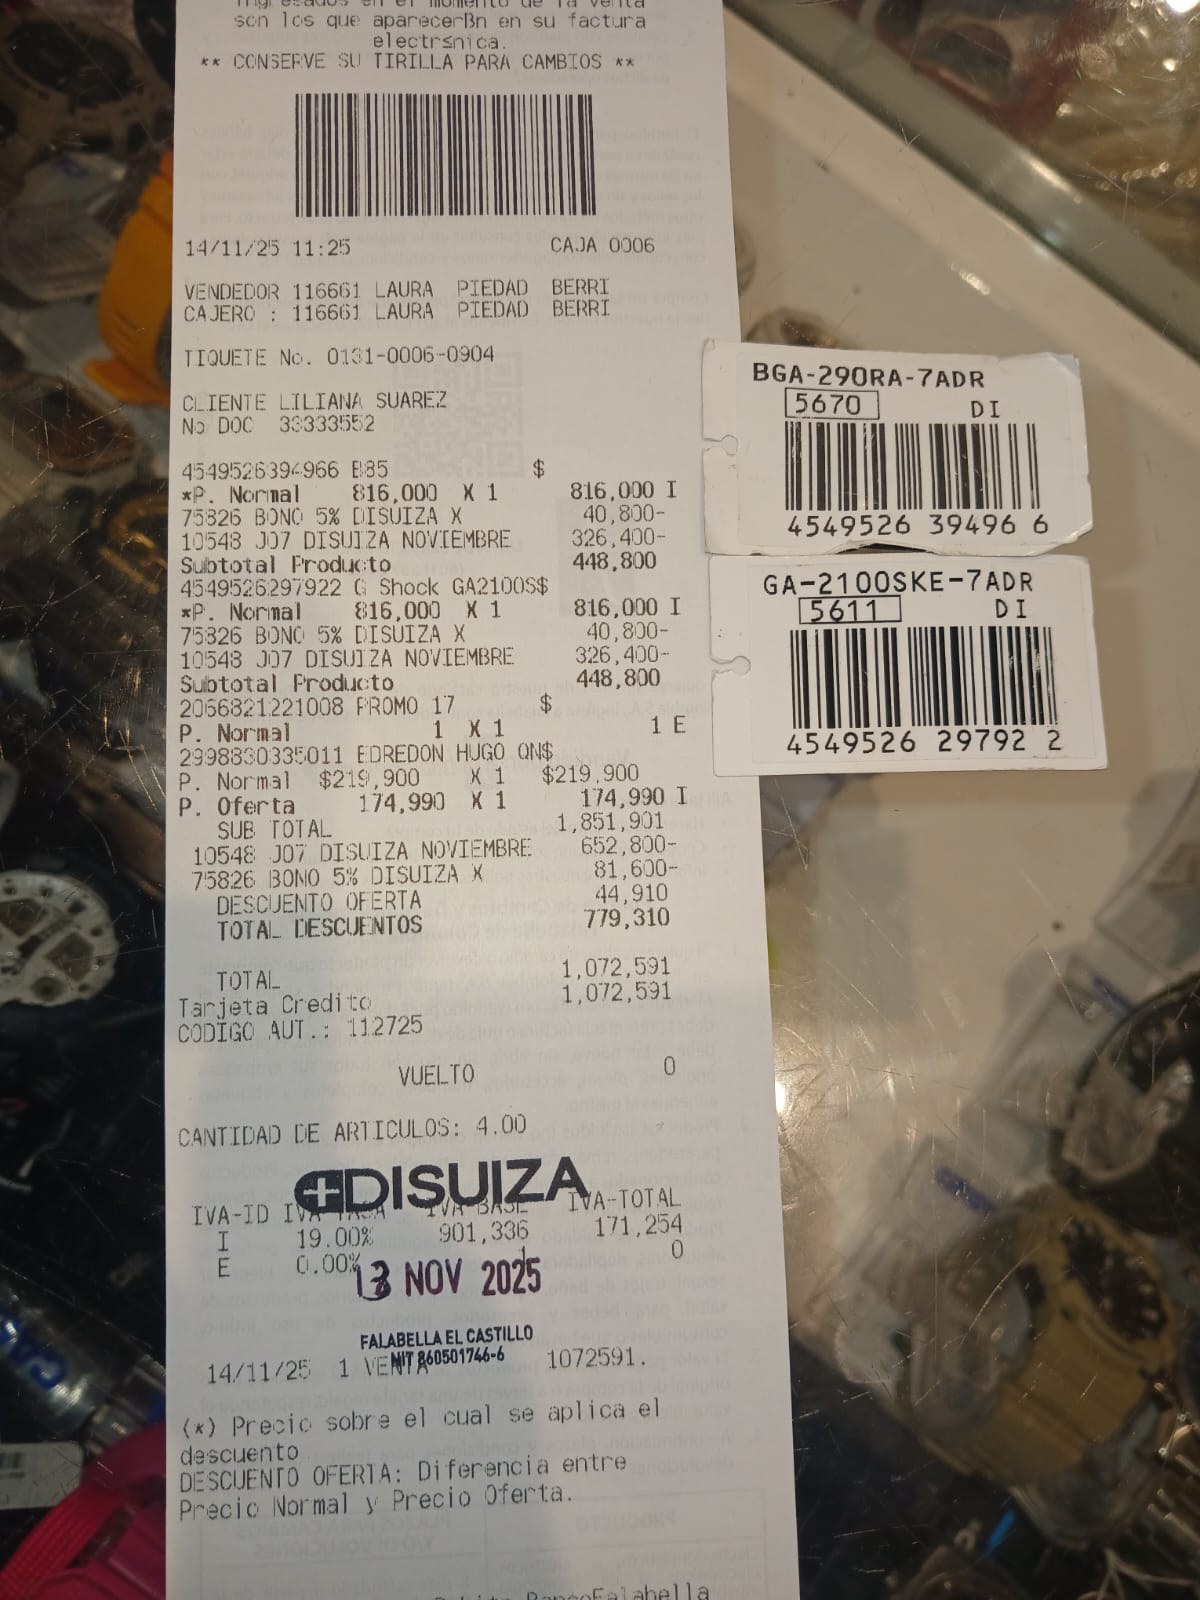 ingresados en el momento de la venta
son los que aparecerBn en su factura
electrsnica.
** CONSERVE SU TIRILLA PARA CAMBIOS **
14/11/25 11:25 CAJA 0006
VENDEDOR 116661 LAURA PIEDAD BERRI
CAJERO : 116661 LAURA PIEDAD BERRI
TIQUETE No. 0131-0006-0904
CLIENTE LILIANA SUAREZ
No DOC 33333552
4549526394966 E85 $
*P. Normal 816,000 X 1 816,000 I
75826 BONO 5% DISUIZA X 40,800-
10548 J07 DISUIZA NOVIEMBRE 326,400-
Subtotal Producto 448,800
4549526297922 G Shock GA2100S$
*P. Normal 816,000 X 1 816,000 I
75826 BONO 5% DISUIZA X 40,800-
10548 J07 DISUIZA NOVIEMBRE 326,400-
Subtotal Producto 448,800
2066821221008 PROMO 17 $
P. Normal 1 X 1 1 E
2998830335011 EDREDON HUGO QN$
P. Normal $219,900 X 1 $219,900
P. Oferta 174,990 X 1 174,990 I
SUB TOTAL 1,851,901
10548 J07 DISUIZA NOVIEMBRE 652,800-
75826 BONO 5% DISUIZA X 81,600-
DESCUENTO OFERTA 44,910
TOTAL DESCUENTOS 779,310
TOTAL 1,072,591
Tarjeta Credito 1,072,591
CODIGO AUT.: 112725
VUELTO 0
CANTIDAD DE ARTICULOS: 4.00
DISUIZA
IVA-ID IVA-TASA IVA-BASE IVA-TOTAL
I 19.00% 901,336 171,254
E 0.00% 1 0
13 NOV 2025
FALABELLA EL CASTILLO
NIT 860501746-6
14/11/25 1 VENTA 1072591.
(*) Precio sobre el cual se aplica el
descuento
DESCUENTO OFERTA: Diferencia entre
Precio Normal y Precio Oferta.
BancoFalabella
BGA-290RA-7ADR
5670 DI
4549526 39496 6
GA-2100SKE-7ADR
5611 DI
4549526 29792 2